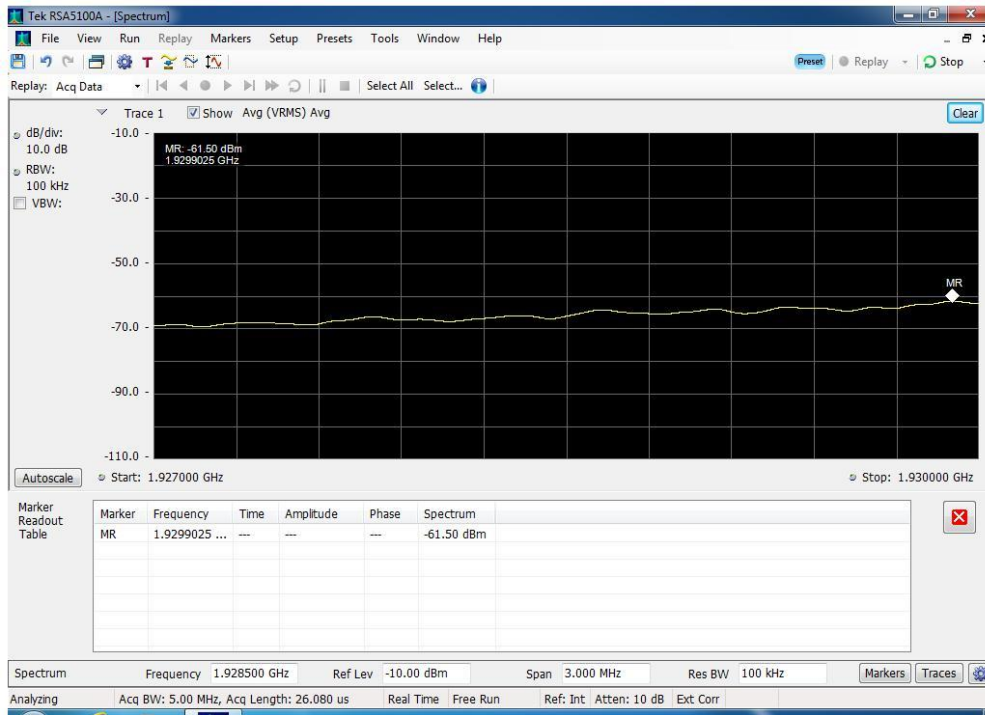 Tek RSA5100A - [Spectrum]
File View Run Replay Markers Setup Presets Tools Window Help
Preset Replay Stop
Replay: Acq Data Select All Select...
Trace 1 Show Avg (VRMS) Avg Clear
dB/div:
10.0 dB
RBW:
100 kHz
VBW:
-10.0
-30.0
-50.0
-70.0
-90.0
-110.0
MR: -61.50 dBm
1.9299025 GHz
MR
Autoscale Start: 1.927000 GHz Stop: 1.930000 GHz
Marker
Readout
Table
Marker Frequency Time Amplitude Phase Spectrum
MR 1.9299025 ... --- --- --- -61.50 dBm
Spectrum Frequency 1.928500 GHz Ref Lev -10.00 dBm Span 3.000 MHz Res BW 100 kHz Markers Traces
Analyzing Acq BW: 5.00 MHz, Acq Length: 26.080 us Real Time Free Run Ref: Int Atten: 10 dB Ext Corr